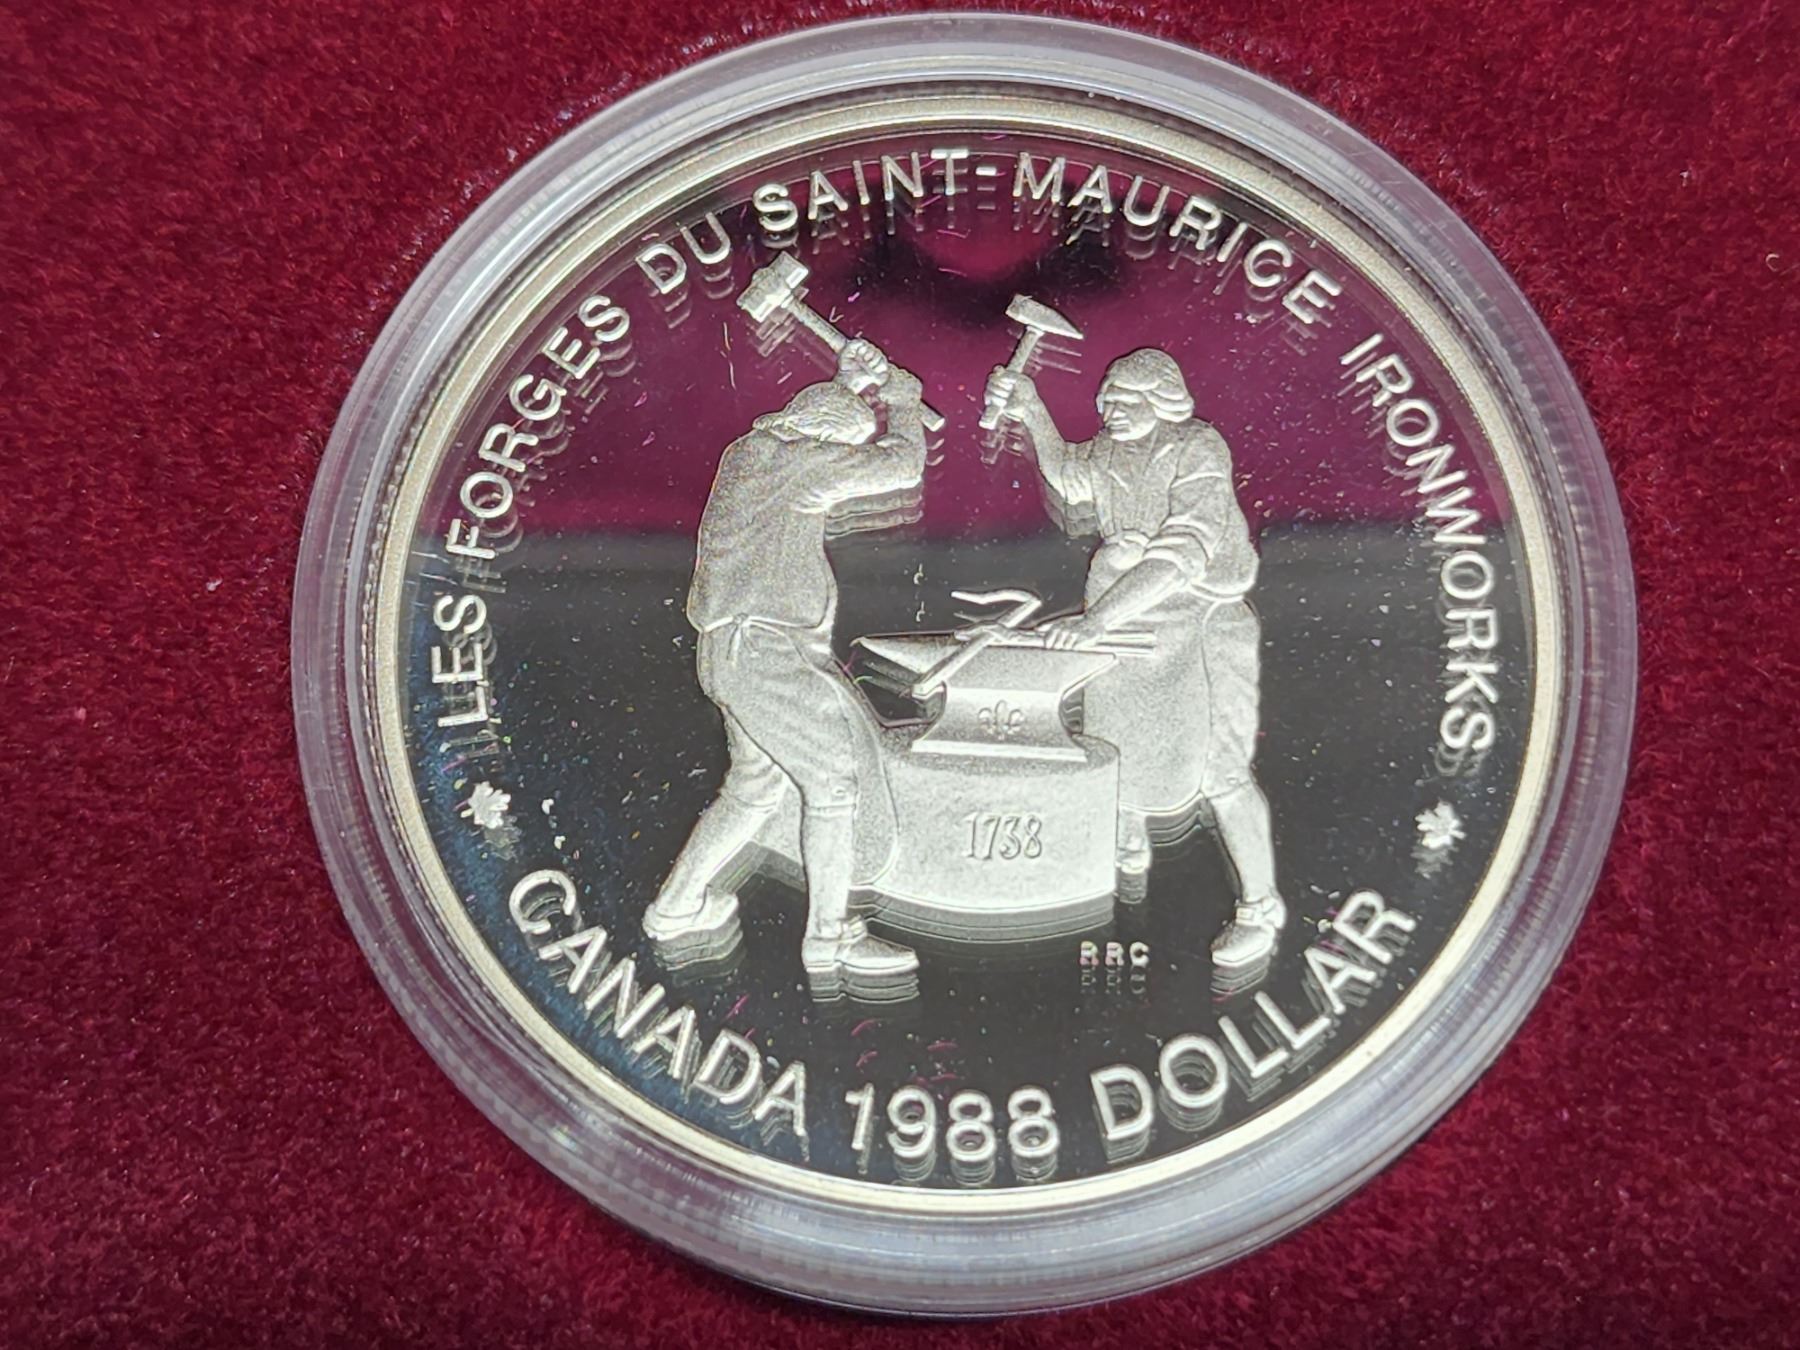 LES FORGES DU SAINT-MAURICE IRONWORKS
1738
RRC
CANADA 1988 DOLLAR